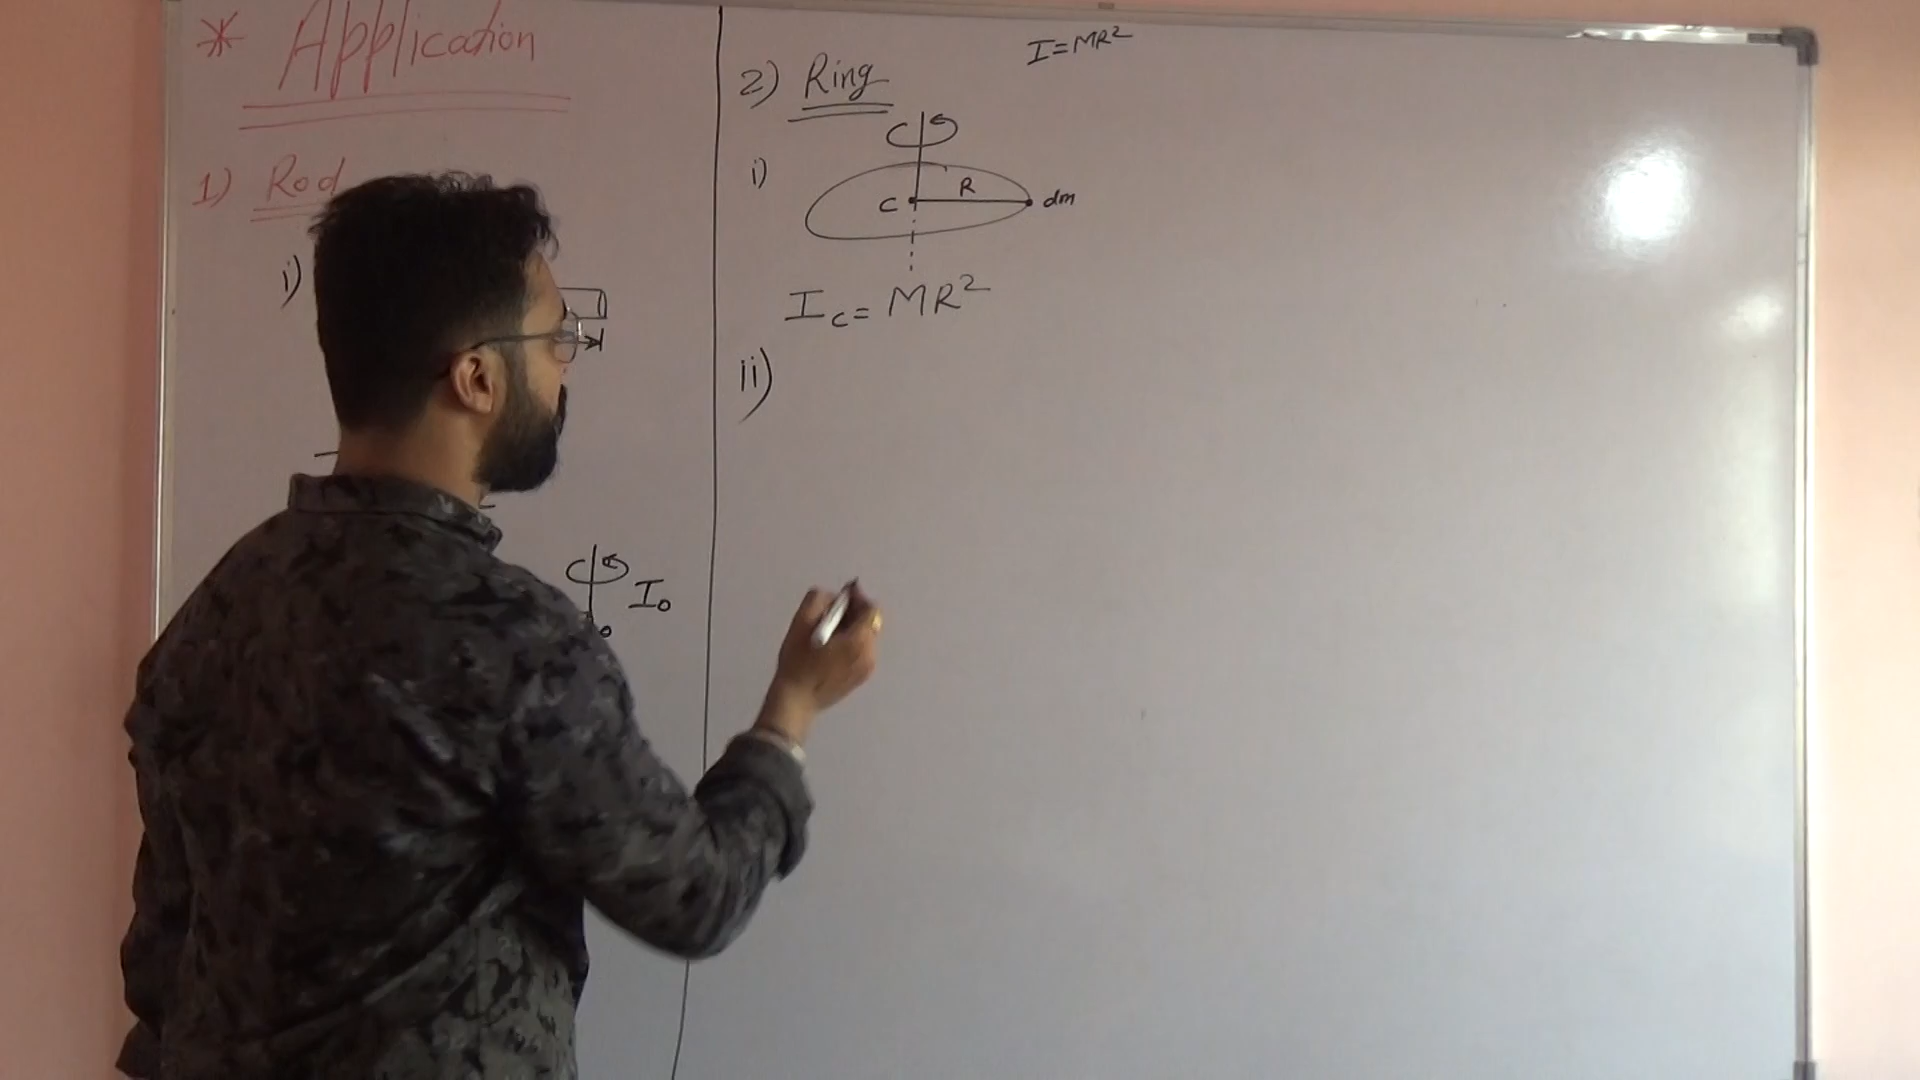 * Application
1) Rod
i)
I₀
o
2) Ring
I=MR²
i)
R
C
dm
I_C = MR²
ii)